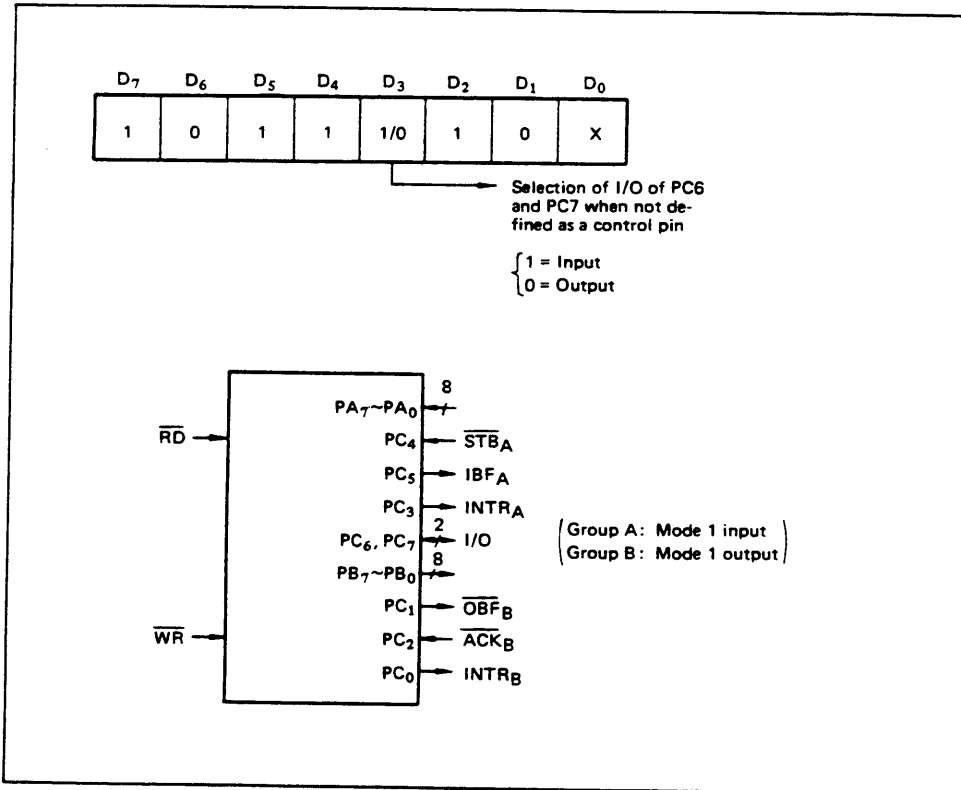 D7 D6 D5 D4 D3 D2 D1 D0
1 0 1 1 1/0 1 0 X
Selection of I/O of PC6
and PC7 when not de-
fined as a control pin
1 = Input
0 = Output
8
PA7~PA0
RD
PC4 STBA
PC5 IBFA
PC3 INTRA
2
PC6, PC7 I/O
(Group A: Mode 1 input
Group B: Mode 1 output)
8
PB7~PB0
PC1 OBFB
WR
PC2 ACKB
PC0 INTRB